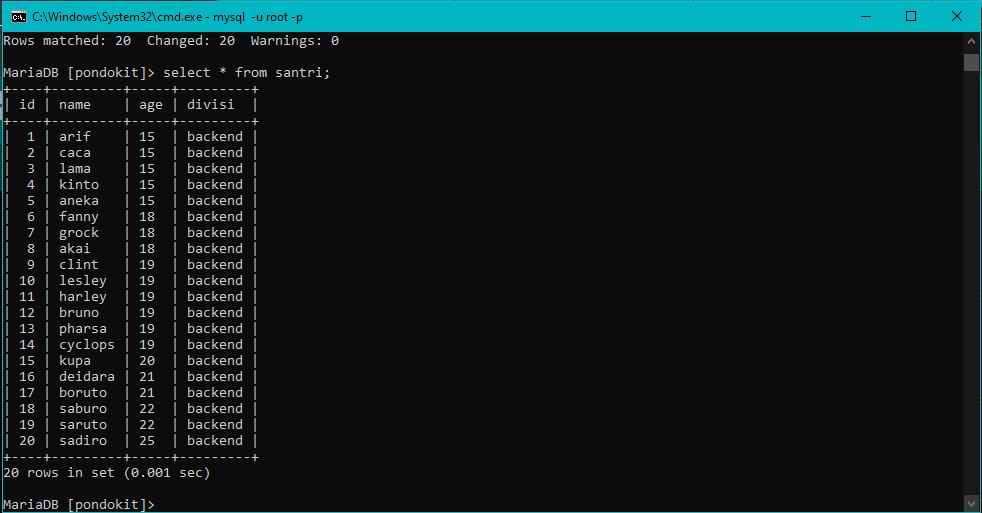 C:\Windows\System32\cmd.exe - mysql  -u root -p
Rows matched: 20  Changed: 20  Warnings: 0
MariaDB [pondokit]> select * from santri;
+----+---------+-----+---------+
| id | name    | age | divisi  |
+----+---------+-----+---------+
|  1 | arif    | 15  | backend |
|  2 | caca    | 15  | backend |
|  3 | lama    | 15  | backend |
|  4 | kinto   | 15  | backend |
|  5 | aneka   | 15  | backend |
|  6 | fanny   | 18  | backend |
|  7 | grock   | 18  | backend |
|  8 | akai    | 18  | backend |
|  9 | clint   | 19  | backend |
| 10 | lesley  | 19  | backend |
| 11 | harley  | 19  | backend |
| 12 | bruno   | 19  | backend |
| 13 | pharsa  | 19  | backend |
| 14 | cyclops | 19  | backend |
| 15 | kupa    | 20  | backend |
| 16 | deidara | 21  | backend |
| 17 | boruto  | 21  | backend |
| 18 | saburo  | 22  | backend |
| 19 | saruto  | 22  | backend |
| 20 | sadiro  | 25  | backend |
+----+---------+-----+---------+
20 rows in set (0.001 sec)
MariaDB [pondokit]>